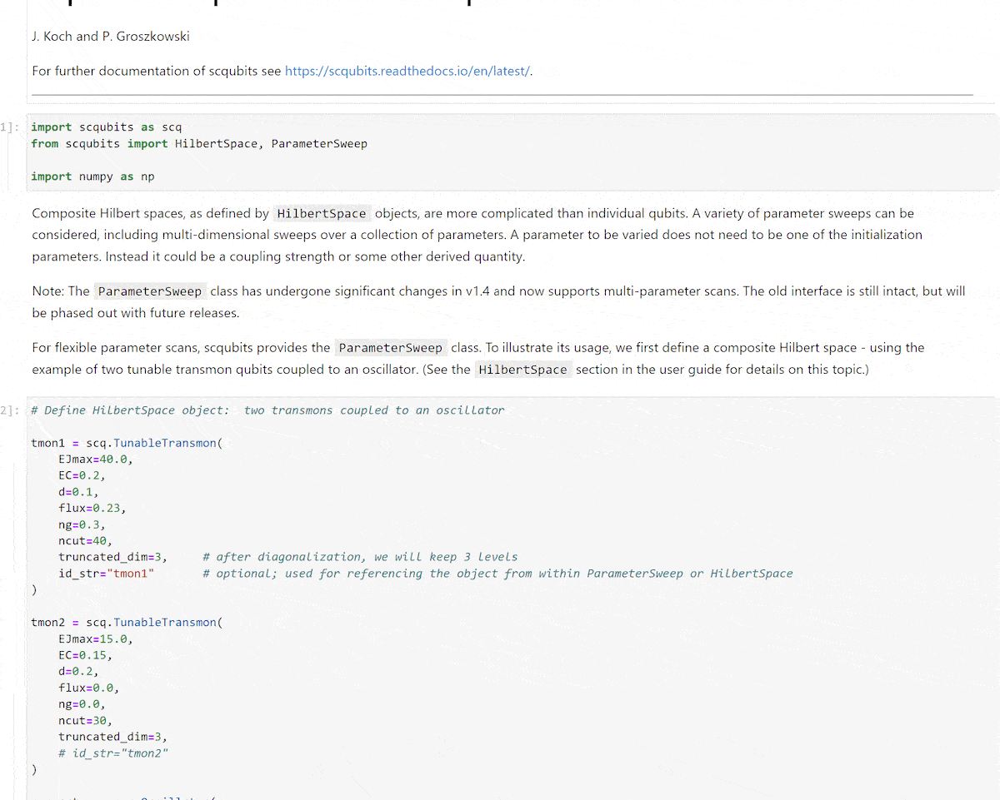 J. Koch and P. Groszkowski
For further documentation of scqubits see https://scqubits.readthedocs.io/en/latest/.
1]: import scqubits as scq
from scqubits import HilbertSpace, ParameterSweep
import numpy as np
Composite Hilbert spaces, as defined by HilbertSpace objects, are more complicated than individual qubits. A variety of parameter sweeps can be
considered, including multi-dimensional sweeps over a collection of parameters. A parameter to be varied does not need to be one of the initialization
parameters. Instead it could be a coupling strength or some other derived quantity.
Note: The ParameterSweep class has undergone significant changes in v1.4 and now supports multi-parameter scans. The old interface is still intact, but will
be phased out with future releases.
For flexible parameter scans, scqubits provides the ParameterSweep class. To illustrate its usage, we first define a composite Hilbert space - using the
example of two tunable transmon qubits coupled to an oscillator. (See the HilbertSpace section in the user guide for details on this topic.)
2]: # Define HilbertSpace object:  two transmons coupled to an oscillator
tmon1 = scq.TunableTransmon(
    EJmax=40.0,
    EC=0.2,
    d=0.1,
    flux=0.23,
    ng=0.3,
    ncut=40,
    truncated_dim=3,     # after diagonalization, we will keep 3 levels
    id_str="tmon1"       # optional; used for referencing the object from within ParameterSweep or HilbertSpace
)
tmon2 = scq.TunableTransmon(
    EJmax=15.0,
    EC=0.15,
    d=0.2,
    flux=0.0,
    ng=0.0,
    ncut=30,
    truncated_dim=3,
    # id_str="tmon2"
)